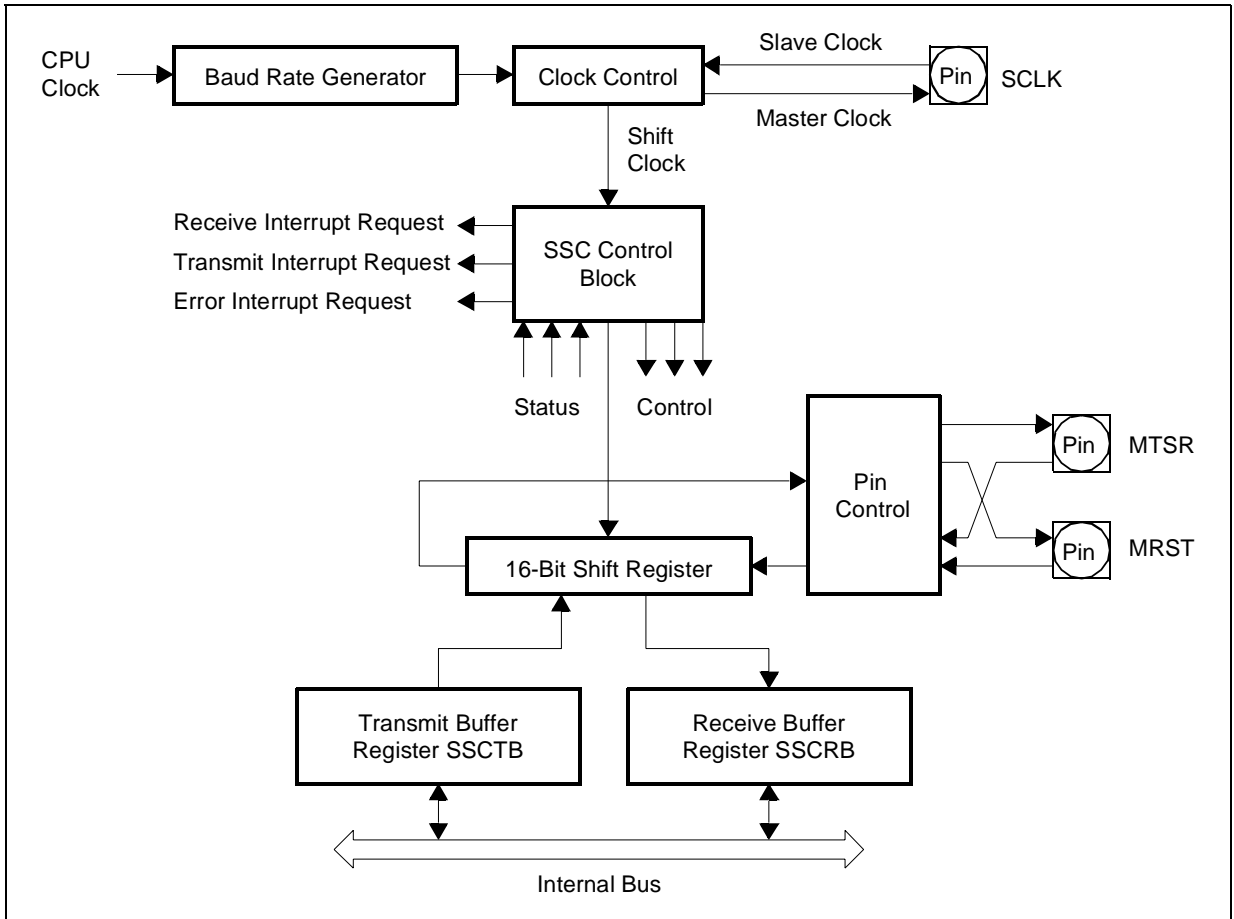 CPU
Clock
Baud Rate Generator
Clock Control
Slave Clock
Master Clock
Pin
SCLK
Shift
Clock
Receive Interrupt Request
Transmit Interrupt Request
Error Interrupt Request
SSC Control
Block
Status
Control
Pin
Control
Pin
MTSR
Pin
MRST
16-Bit Shift Register
Transmit Buffer
Register SSCTB
Receive Buffer
Register SSCRB
Internal Bus